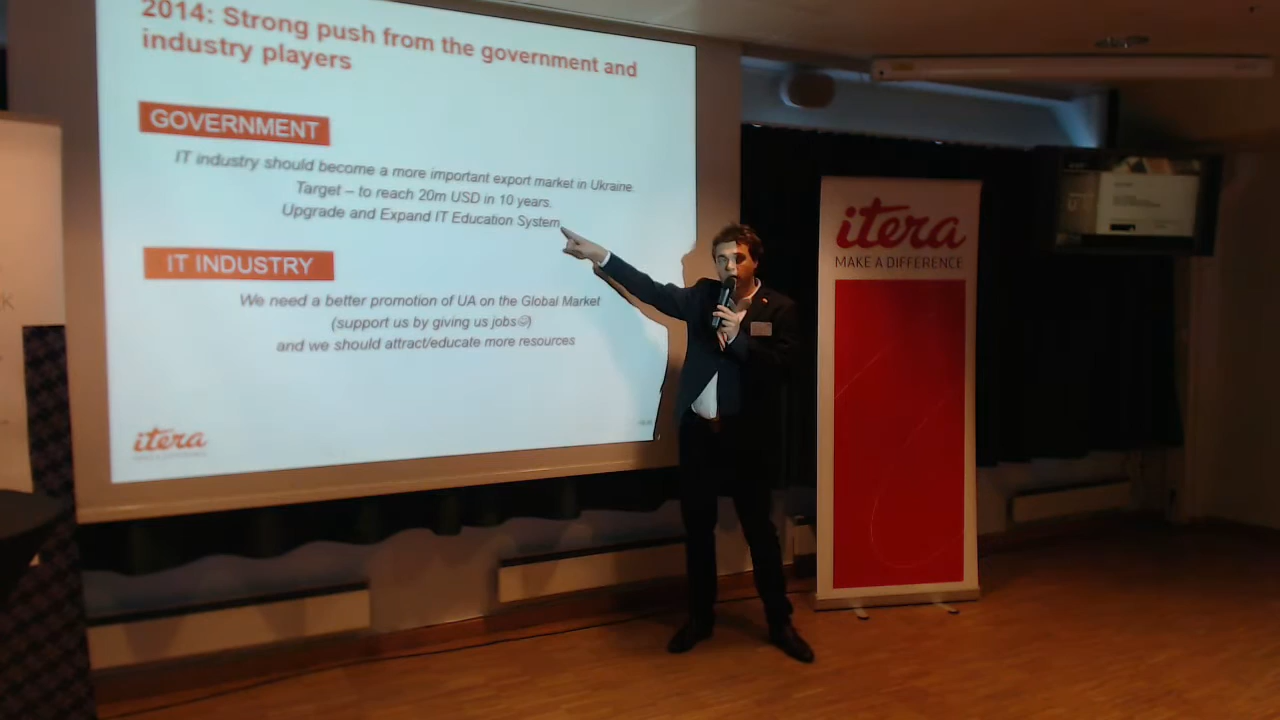 2014: Strong push from the government and
industry players
GOVERNMENT
IT industry should become a more important export market in Ukraine.
Target – to reach 20m USD in 10 years.
Upgrade and Expand IT Education System
IT INDUSTRY
We need a better promotion of UA on the Global Market
(support us by giving us jobs☺)
and we should attract/educate more resources
itera
itera
MAKE A DIFFERENCE
K